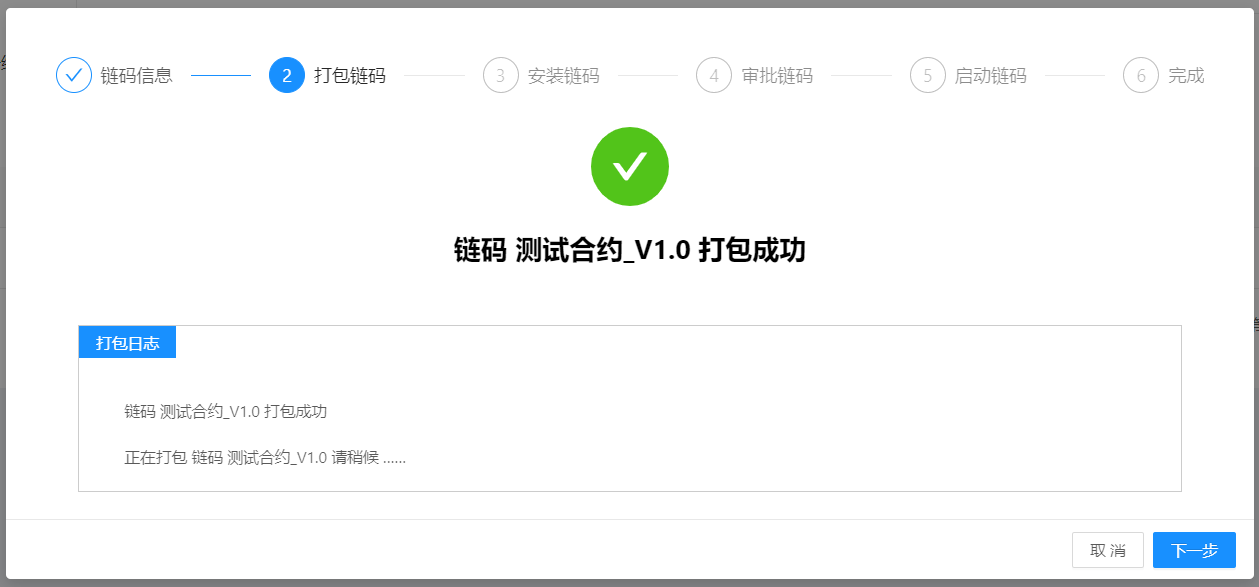 链码信息
2 打包链码
3 安装链码
4 审批链码
5 启动链码
6 完成
链码 测试合约_V1.0 打包成功
打包日志
链码 测试合约_V1.0 打包成功
正在打包 链码 测试合约_V1.0 请稍候 ......
取 消
下一步